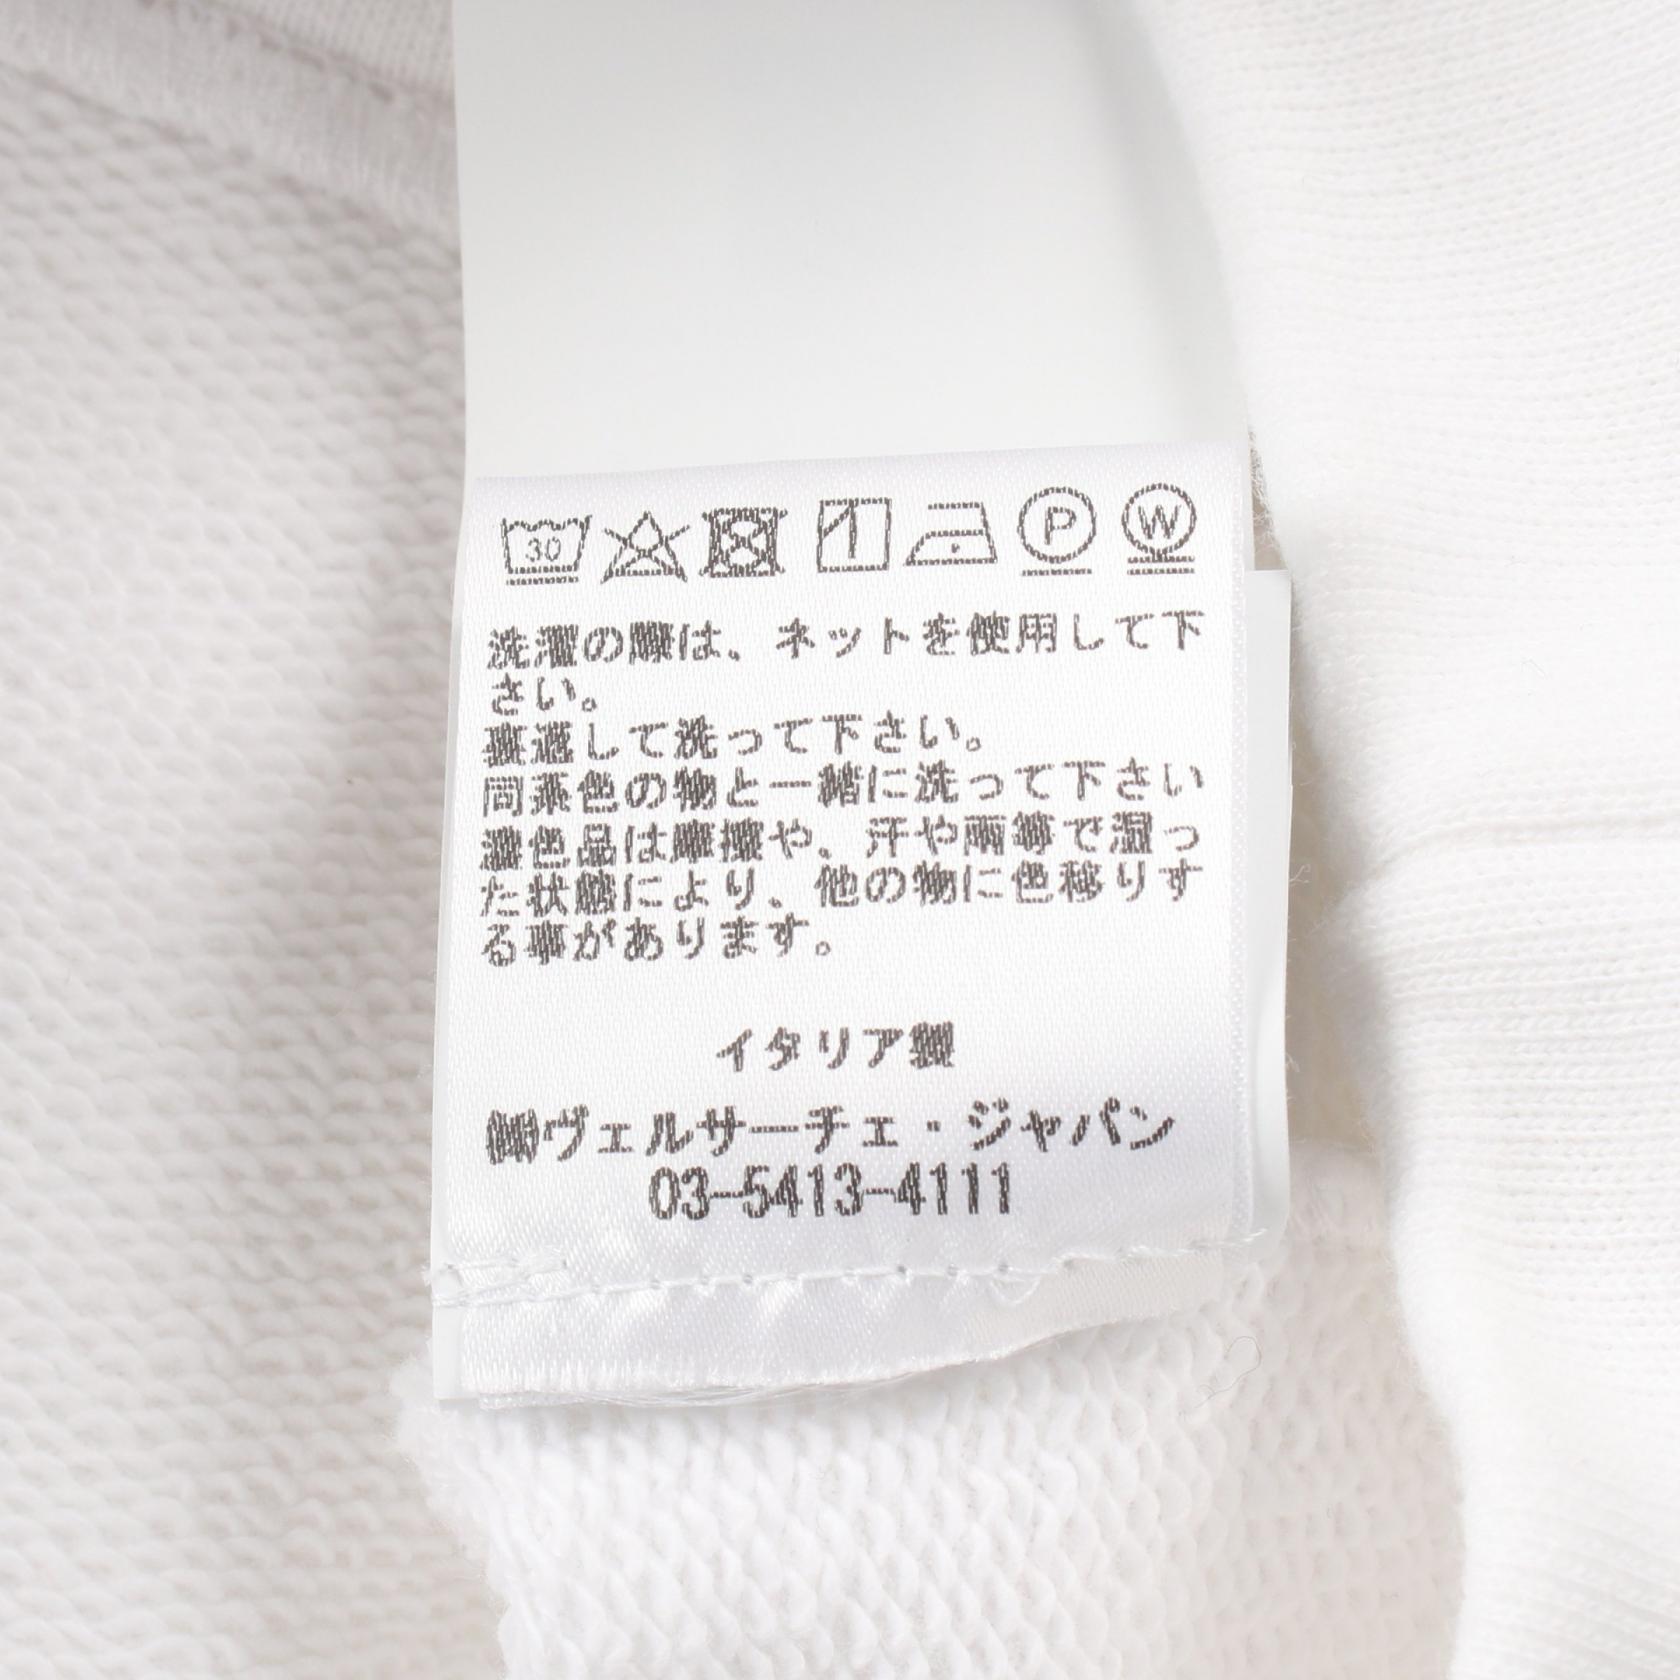 30 P W
洗濯の際は、ネットを使用して下
さい。
裏返して洗って下さい。
同系色の物と一緒に洗って下さい
濃色品は摩擦や、汗や雨等で湿っ
た状態により、他の物に色移りす
る事があります。
イタリア製
㈱ヴェルサーチェ・ジャパン
03-5413-4111